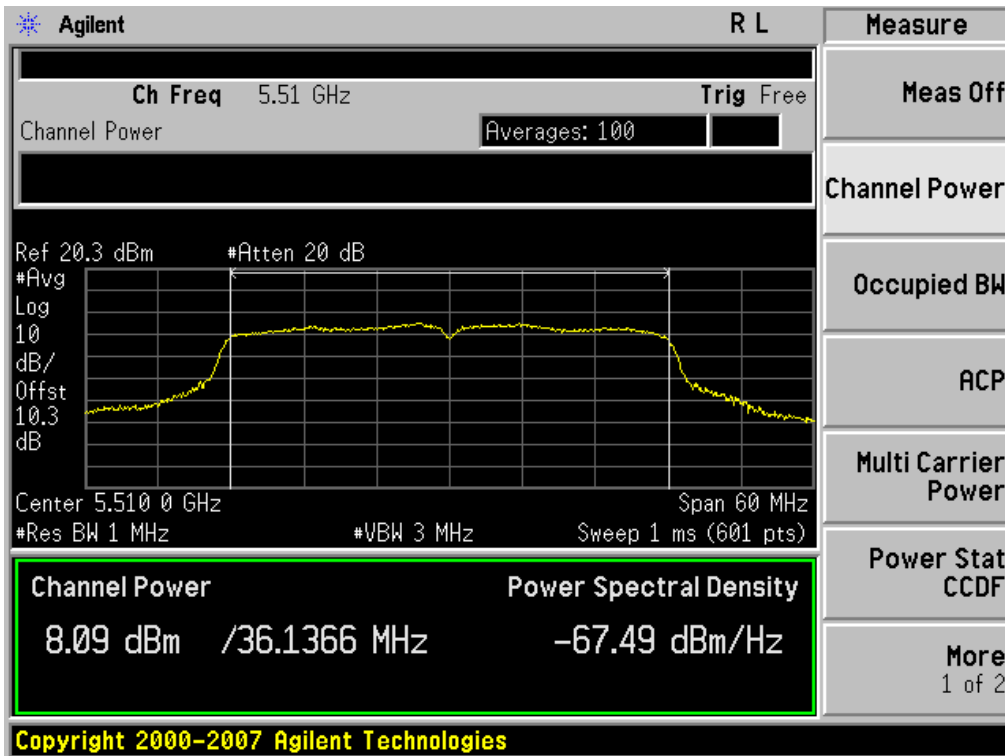 Agilent R L
Ch Freq 5.51 GHz Trig Free
Channel Power Averages: 100
Ref 20.3 dBm #Atten 20 dB
#Avg
Log
10
dB/
Offst
10.3
dB
Center 5.510 0 GHz Span 60 MHz
#Res BW 1 MHz #VBW 3 MHz Sweep 1 ms (601 pts)
Channel Power Power Spectral Density
8.09 dBm /36.1366 MHz -67.49 dBm/Hz
Copyright 2000-2007 Agilent Technologies
Measure
Meas Off
Channel Power
Occupied BW
ACP
Multi Carrier
Power
Power Stat
CCDF
More
1 of 2